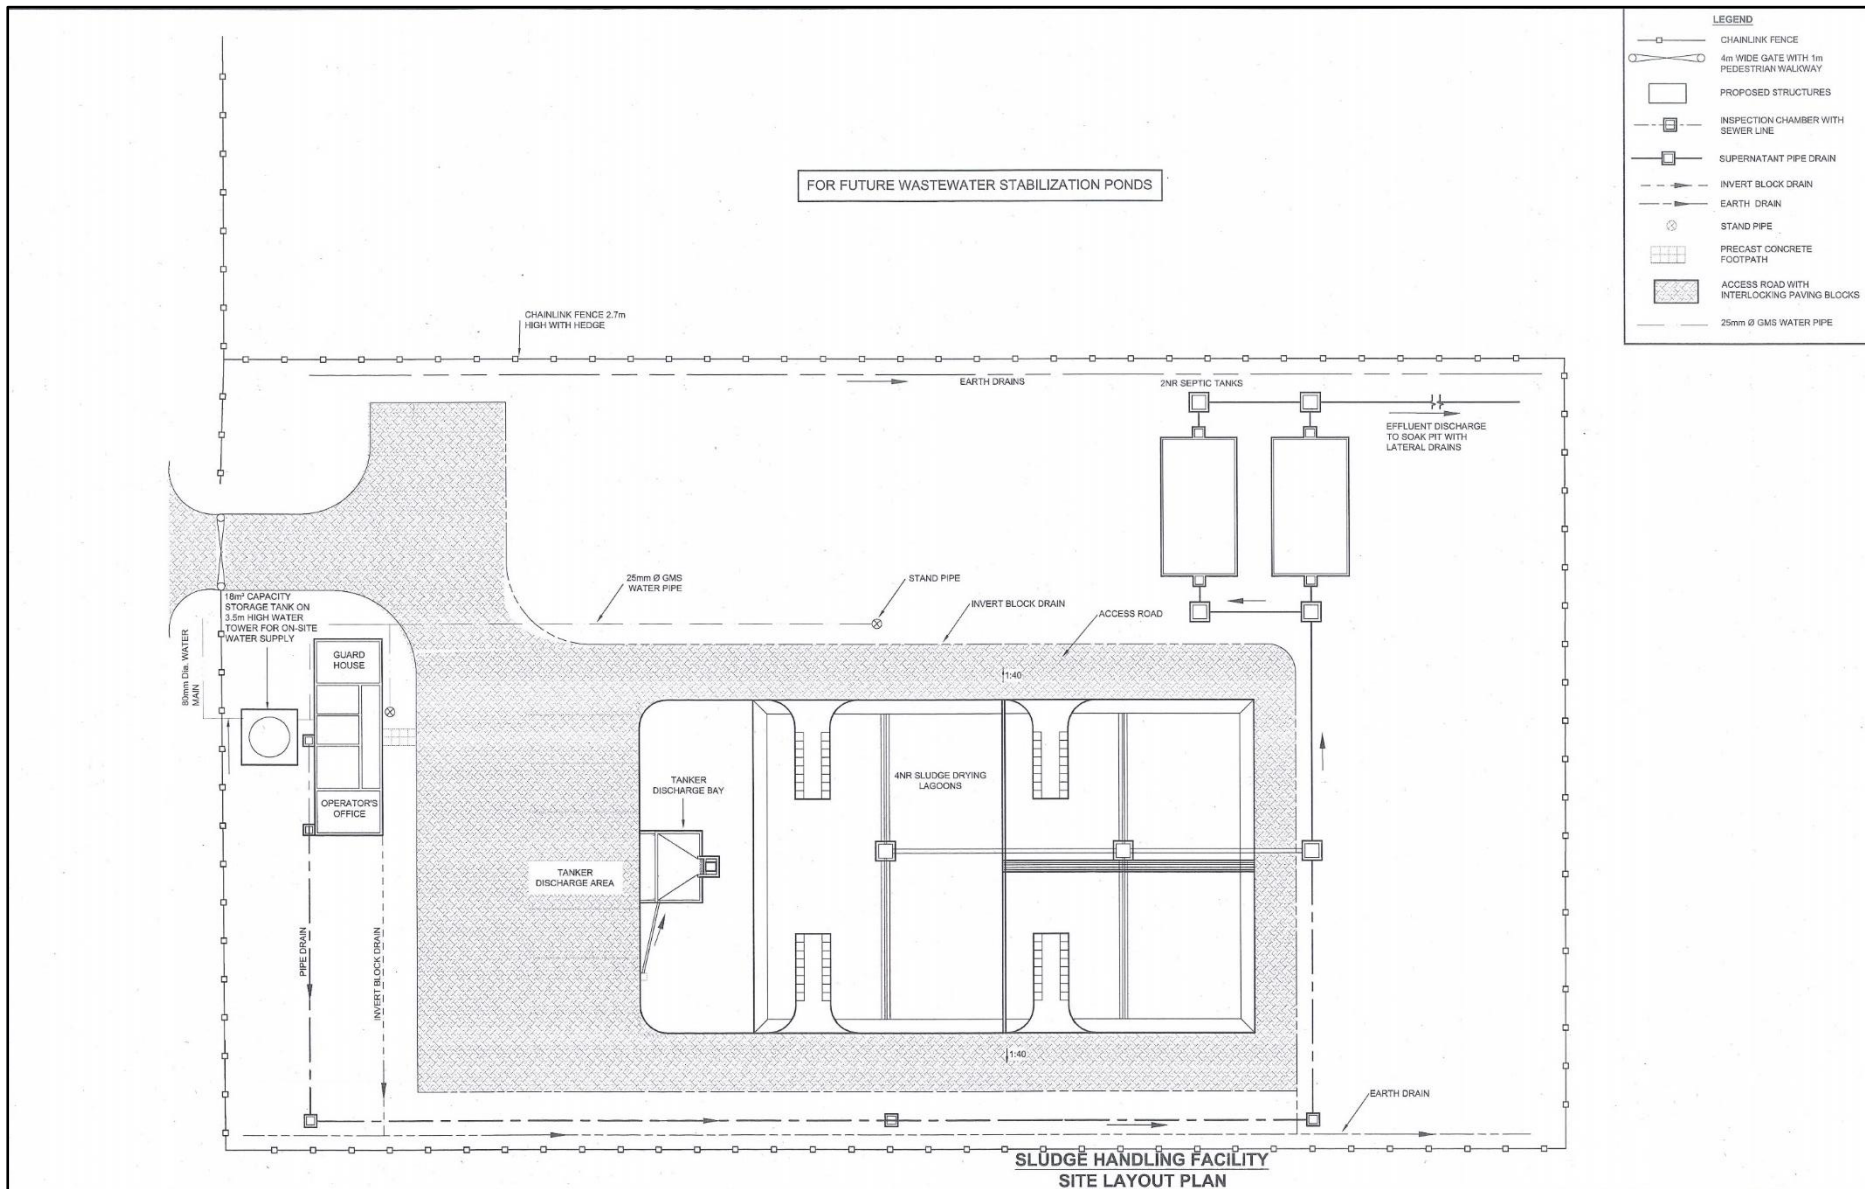 LEGEND
CHAINLINK FENCE
4m WIDE GATE WITH 1m
PEDESTRIAN WALKWAY
PROPOSED STRUCTURES
INSPECTION CHAMBER WITH
SEWER LINE
SUPERNATANT PIPE DRAIN
INVERT BLOCK DRAIN
EARTH DRAIN
STAND PIPE
PRECAST CONCRETE
FOOTPATH
ACCESS ROAD WITH
INTERLOCKING PAVING BLOCKS
25mm Ø GMS WATER PIPE
FOR FUTURE WASTEWATER STABILIZATION PONDS
CHAINLINK FENCE 2.7m
HIGH WITH HEDGE
EARTH DRAINS
2NR SEPTIC TANKS
EFFLUENT DISCHARGE
TO SOAK PIT WITH
LATERAL DRAINS
25mm Ø GMS
WATER PIPE
STAND PIPE
INVERT BLOCK DRAIN
ACCESS ROAD
18m³ CAPACITY
STORAGE TANK ON
3.5m HIGH WATER
TOWER FOR ON-SITE
WATER SUPPLY
80mm Dia. WATER
MAIN
GUARD
HOUSE
1:40
TANKER
DISCHARGE BAY
4NR SLUDGE DRYING
LAGOONS
OPERATOR'S
OFFICE
TANKER
DISCHARGE AREA
PIPE DRAIN
INVERT BLOCK DRAIN
1:40
EARTH DRAIN
SLUDGE HANDLING FACILITY
SITE LAYOUT PLAN